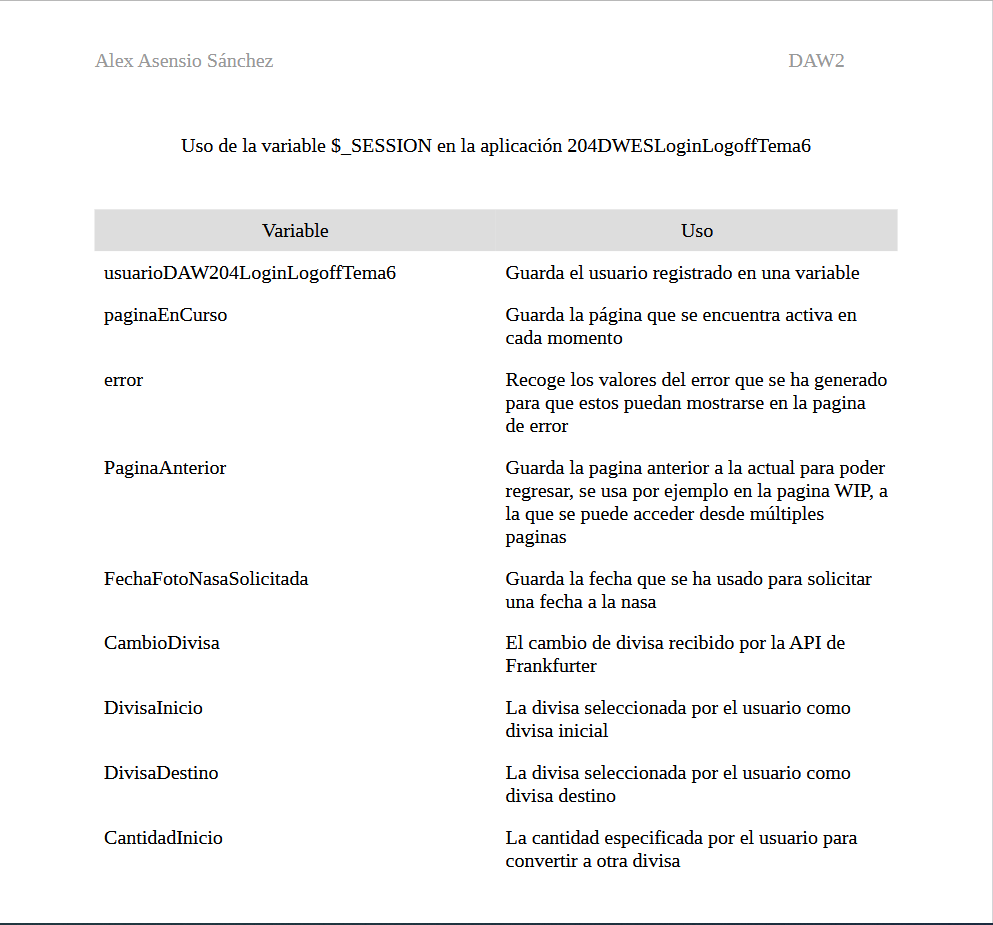 Alex Asensio Sánchez DAW2
Uso de la variable $_SESSION en la aplicación 204DWESLoginLogoffTema6
Variable Uso
usuarioDAW204LoginLogoffTema6 Guarda el usuario registrado en una variable
paginaEnCurso Guarda la página que se encuentra activa en
cada momento
error Recoge los valores del error que se ha generado
para que estos puedan mostrarse en la pagina
de error
PaginaAnterior Guarda la pagina anterior a la actual para poder
regresar, se usa por ejemplo en la pagina WIP, a
la que se puede acceder desde múltiples
paginas
FechaFotoNasaSolicitada Guarda la fecha que se ha usado para solicitar
una fecha a la nasa
CambioDivisa El cambio de divisa recibido por la API de
Frankfurter
DivisaInicio La divisa seleccionada por el usuario como
divisa inicial
DivisaDestino La divisa seleccionada por el usuario como
divisa destino
CantidadInicio La cantidad especificada por el usuario para
convertir a otra divisa